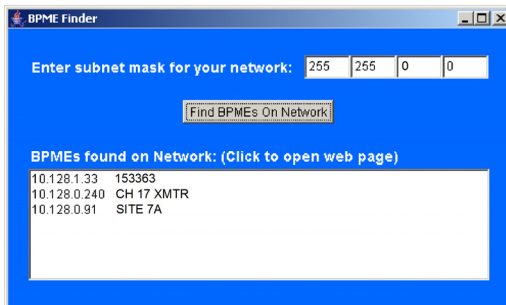 BPME Finder
Enter subnet mask for your network: 255 255 0 0
Find BPMEs On Network
BPMEs found on Network: (Click to open web page)
10.128.1.33 153363
10.128.0.240 CH 17 XMTR
10.128.0.91 SITE 7A